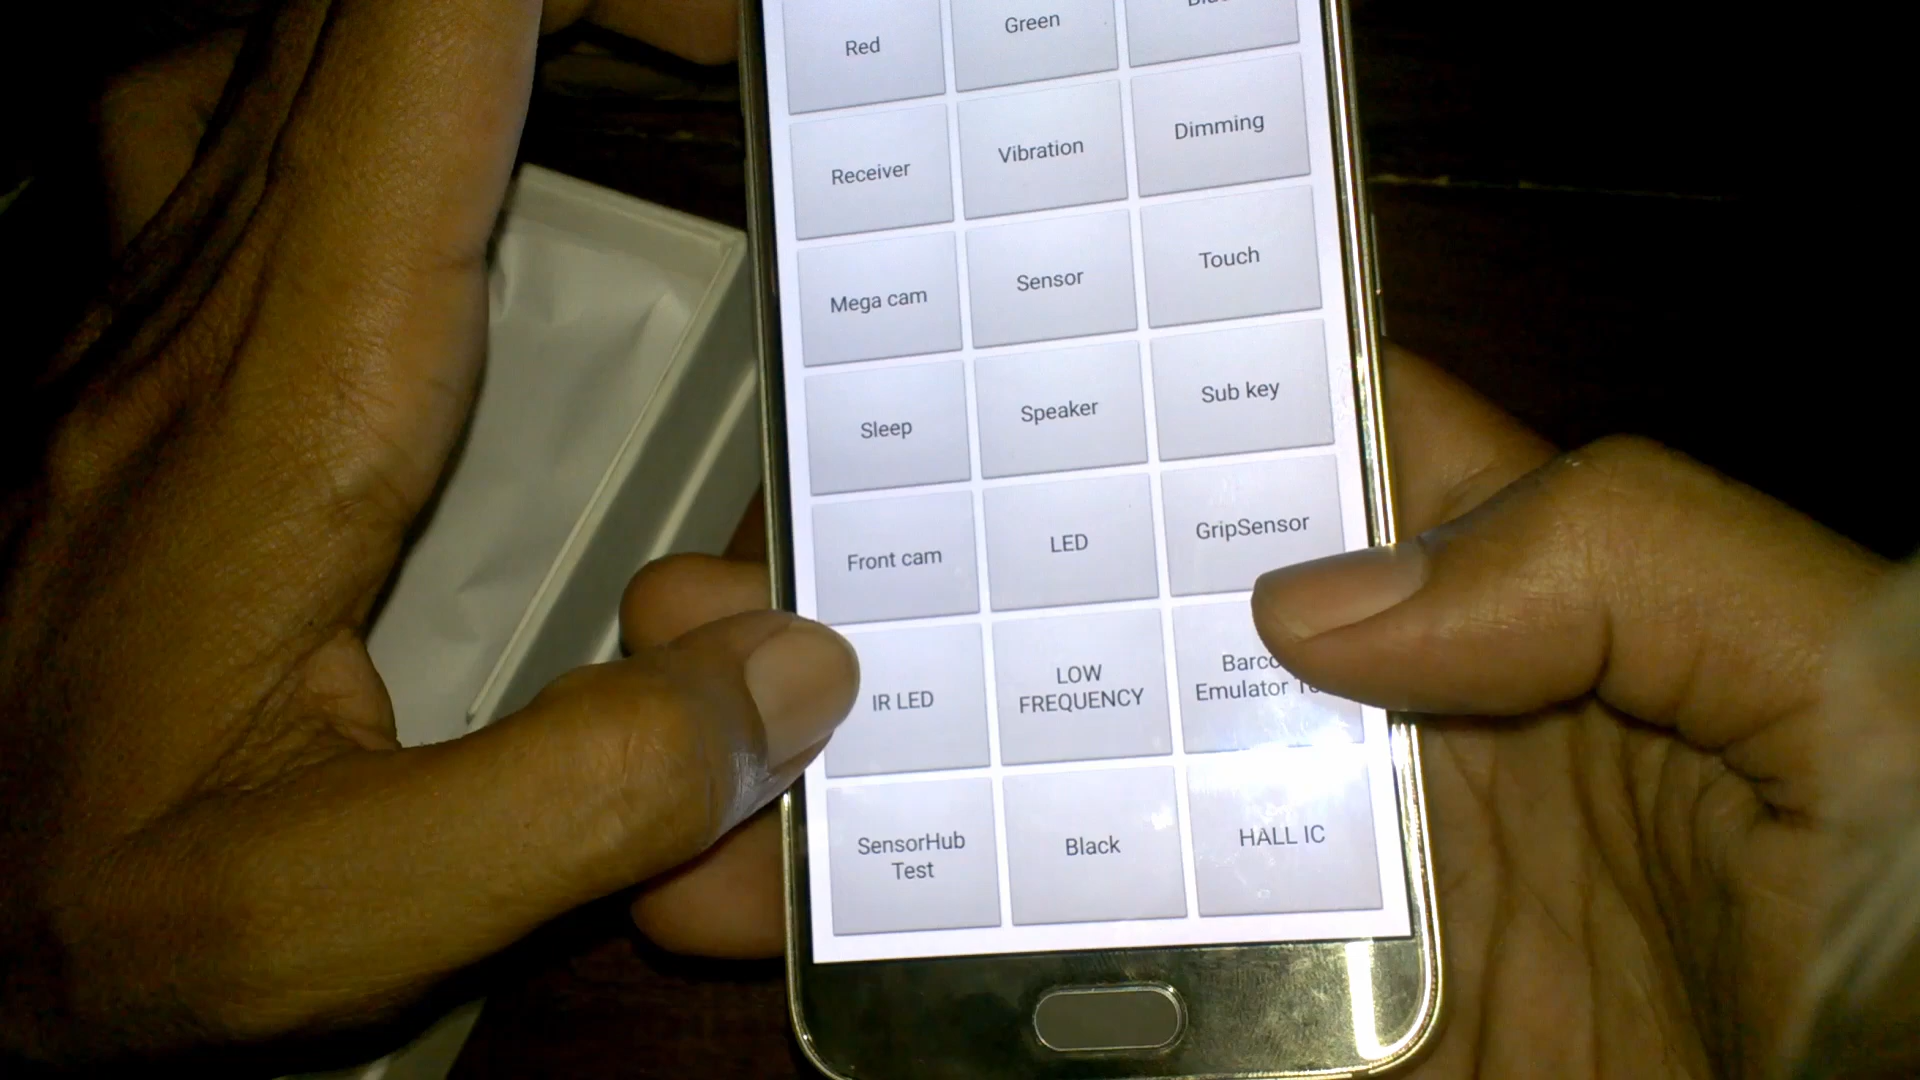 Red
Green
Receiver
Vibration
Dimming
Mega cam
Sensor
Touch
Sleep
Speaker
Sub key
Front cam
LED
GripSensor
IR LED
LOW
FREQUENCY
Emulator
SensorHub
Test
Black
HALL IC